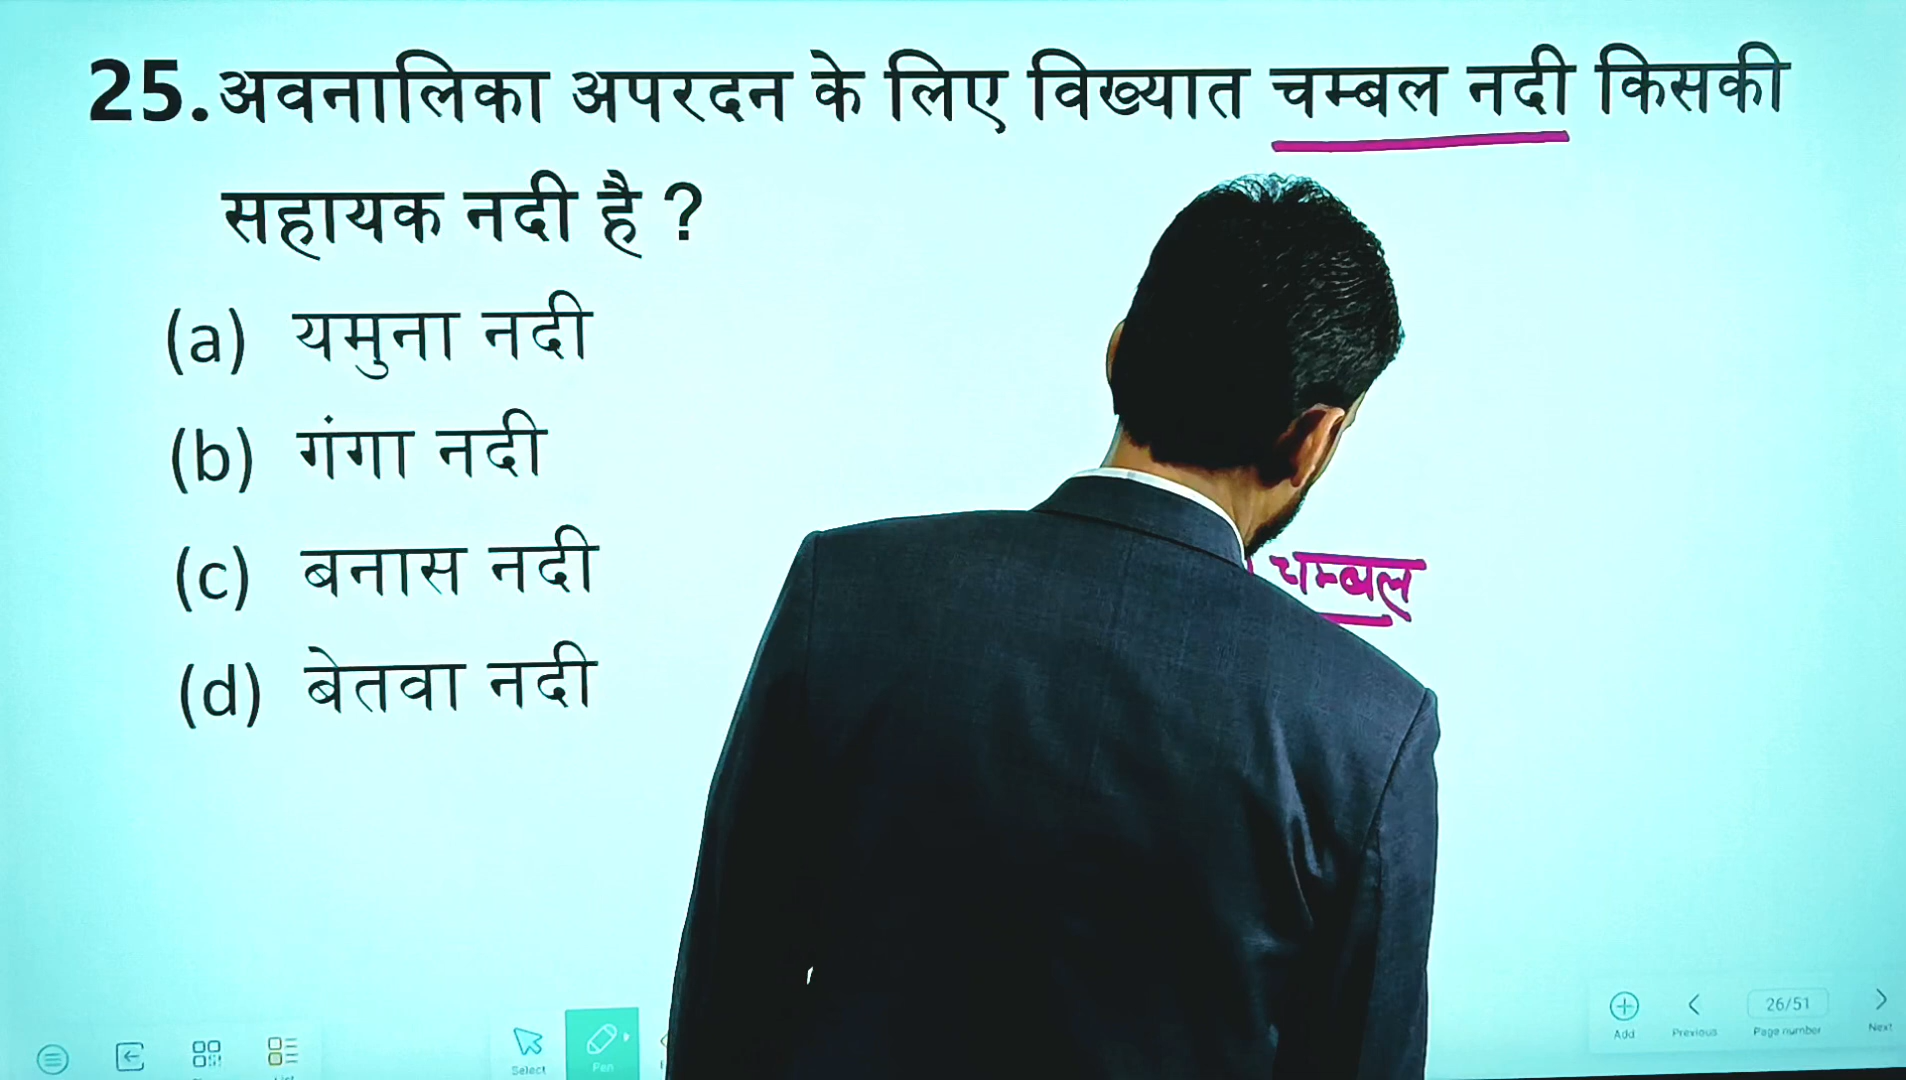 25. अवनालिका अपरदन के लिए विख्यात चम्बल नदी किसकी
सहायक नदी है ?
(a) यमुना नदी
(b) गंगा नदी
(c) बनास नदी
(d) बेतवा नदी
चम्बल
Select
Pen
Add
Previous
26/51
Page number
Next